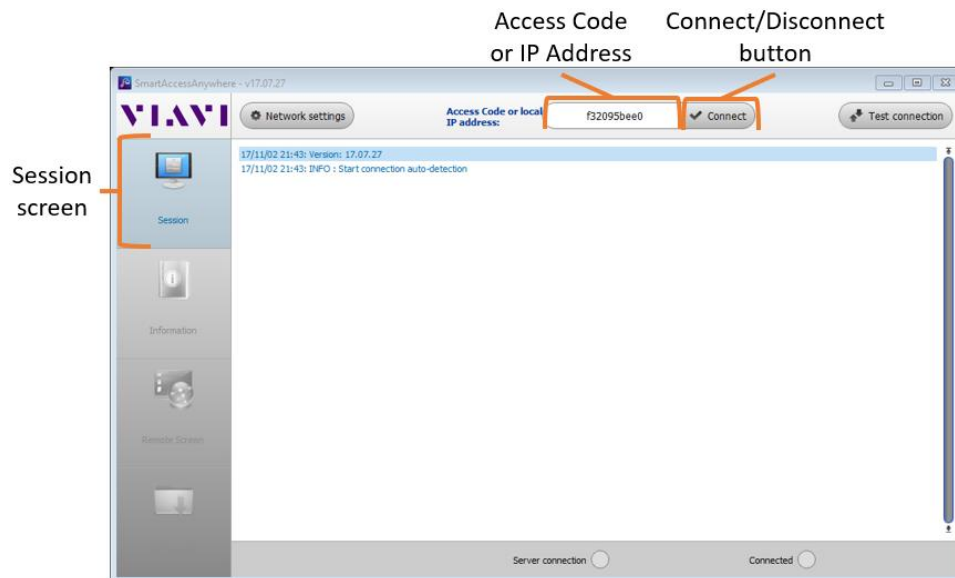 Access Code
or IP Address
Connect/Disconnect
button
SmartAccessAnywhere - v17.07.27
VIAVI
Network settings
Access Code or local
IP address:
f32095bee0
Connect
Test connection
Session
screen
17/11/02 21:43: Version: 17.07.27
17/11/02 21:43: INFO : Start connection auto-detection
Session
Information
Remote Screen
Server connection
Connected